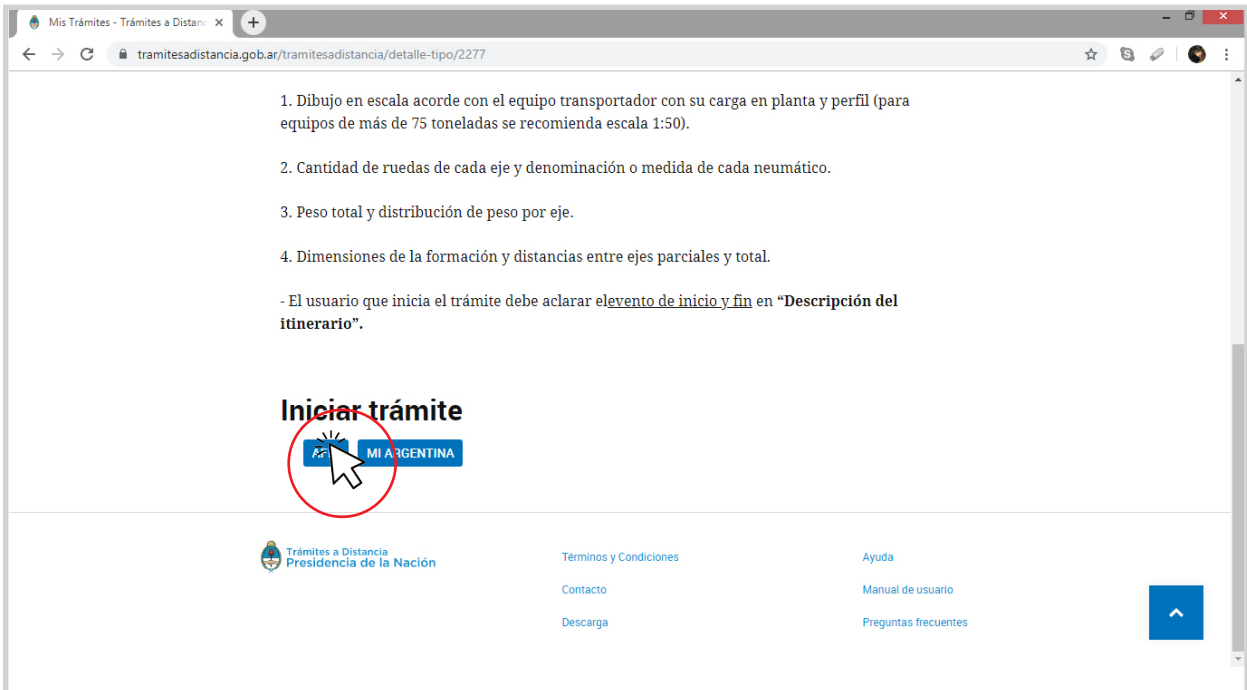 Mis Trámites - Trámites a Distanc
tramitesadistancia.gob.ar/tramitesadistancia/detalle-tipo/2277
1. Dibujo en escala acorde con el equipo transportador con su carga en planta y perfil (para
equipos de más de 75 toneladas se recomienda escala 1:50).
2. Cantidad de ruedas de cada eje y denominación o medida de cada neumático.
3. Peso total y distribución de peso por eje.
4. Dimensiones de la formación y distancias entre ejes parciales y total.
- El usuario que inicia el trámite debe aclarar elevento de inicio y fin en “Descripción del
itinerario”.
Iniciar trámite
MI ARGENTINA
Trámites a Distancia
Presidencia de la Nación
Términos y Condiciones
Contacto
Descarga
Ayuda
Manual de usuario
Preguntas frecuentes